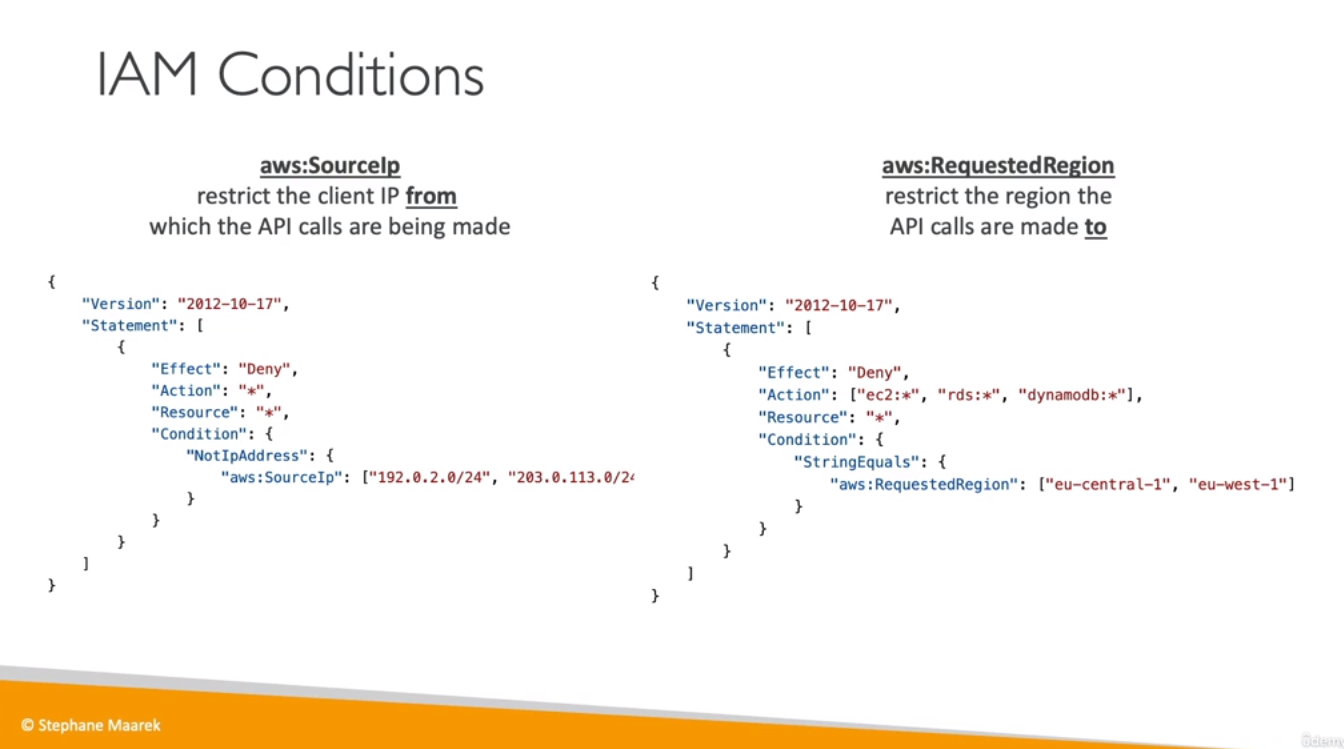 IAM Conditions
aws:SourceIp
restrict the client IP from
which the API calls are being made
{
"Version": "2012-10-17",
"Statement": [
{
"Effect": "Deny",
"Action": "*",
"Resource": "*",
"Condition": {
"NotIpAddress": {
"aws:SourceIp": ["192.0.2.0/24", "203.0.113.0/24
}
}
}
]
}
aws:RequestedRegion
restrict the region the
API calls are made to
{
"Version": "2012-10-17",
"Statement": [
{
"Effect": "Deny",
"Action": ["ec2:*", "rds:*", "dynamodb:*"],
"Resource": "*",
"Condition": {
"StringEquals": {
"aws:RequestedRegion": ["eu-central-1", "eu-west-1"]
}
}
}
]
}
© Stephane Maarek